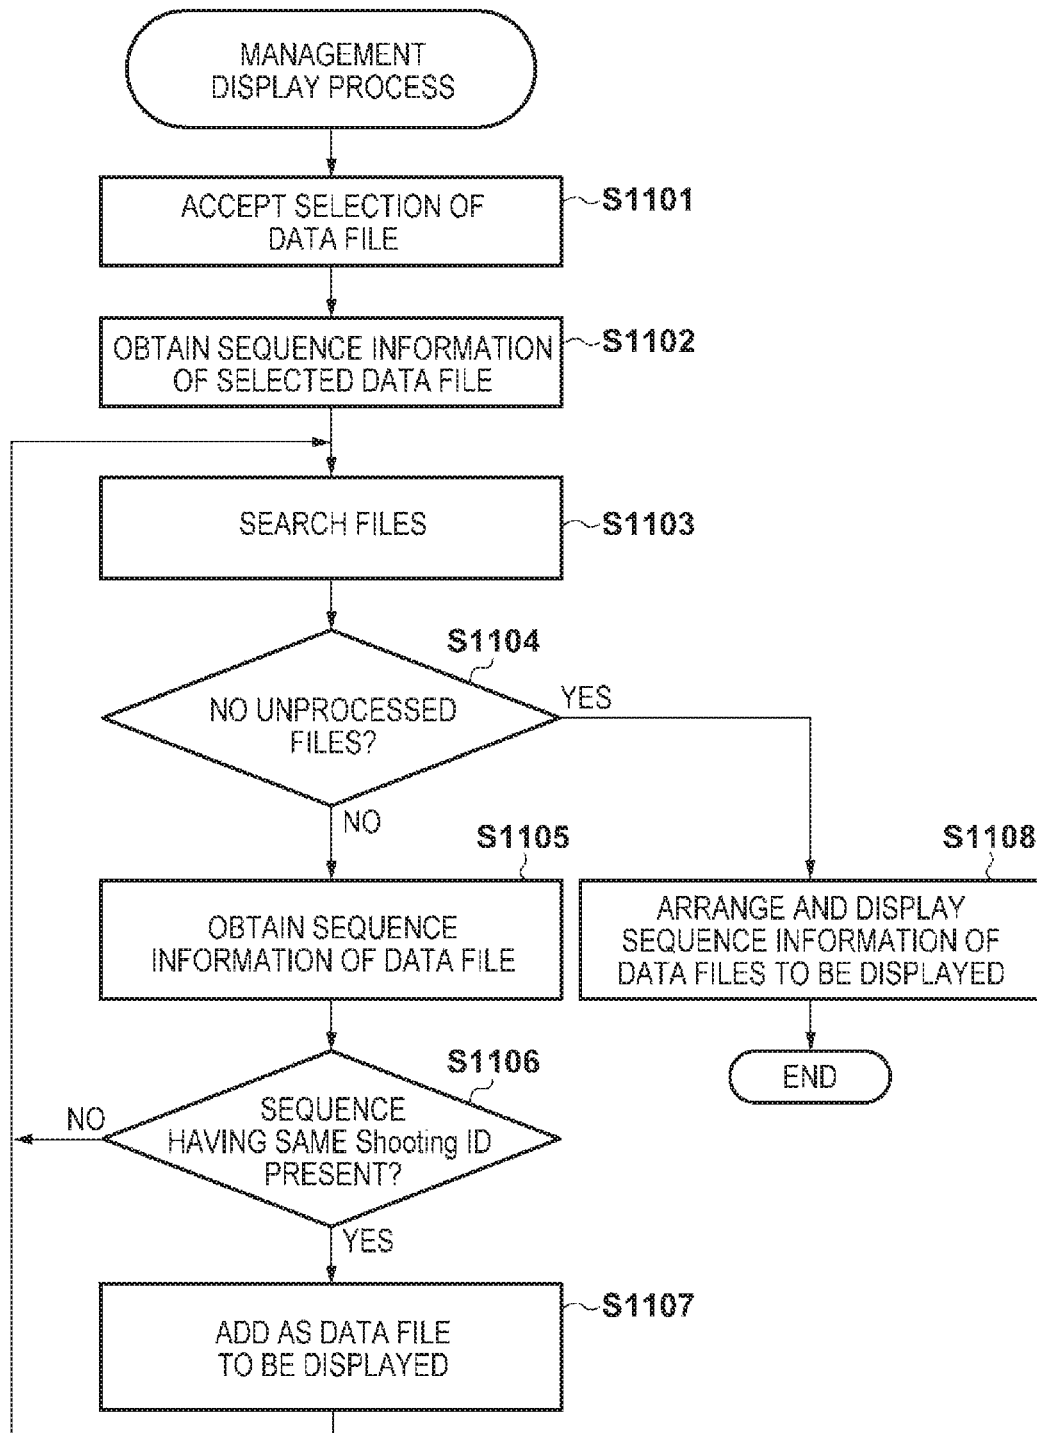 MANAGEMENT
DISPLAY PROCESS
ACCEPT SELECTION OF
DATA FILE
S1101
OBTAIN SEQUENCE INFORMATION
OF SELECTED DATA FILE
S1102
SEARCH FILES
S1103
S1104
NO UNPROCESSED
FILES?
YES
NO
S1105
OBTAIN SEQUENCE
INFORMATION OF DATA FILE
S1108
ARRANGE AND DISPLAY
SEQUENCE INFORMATION OF
DATA FILES TO BE DISPLAYED
END
S1106
SEQUENCE
HAVING SAME Shooting ID
PRESENT?
NO
YES
S1107
ADD AS DATA FILE
TO BE DISPLAYED